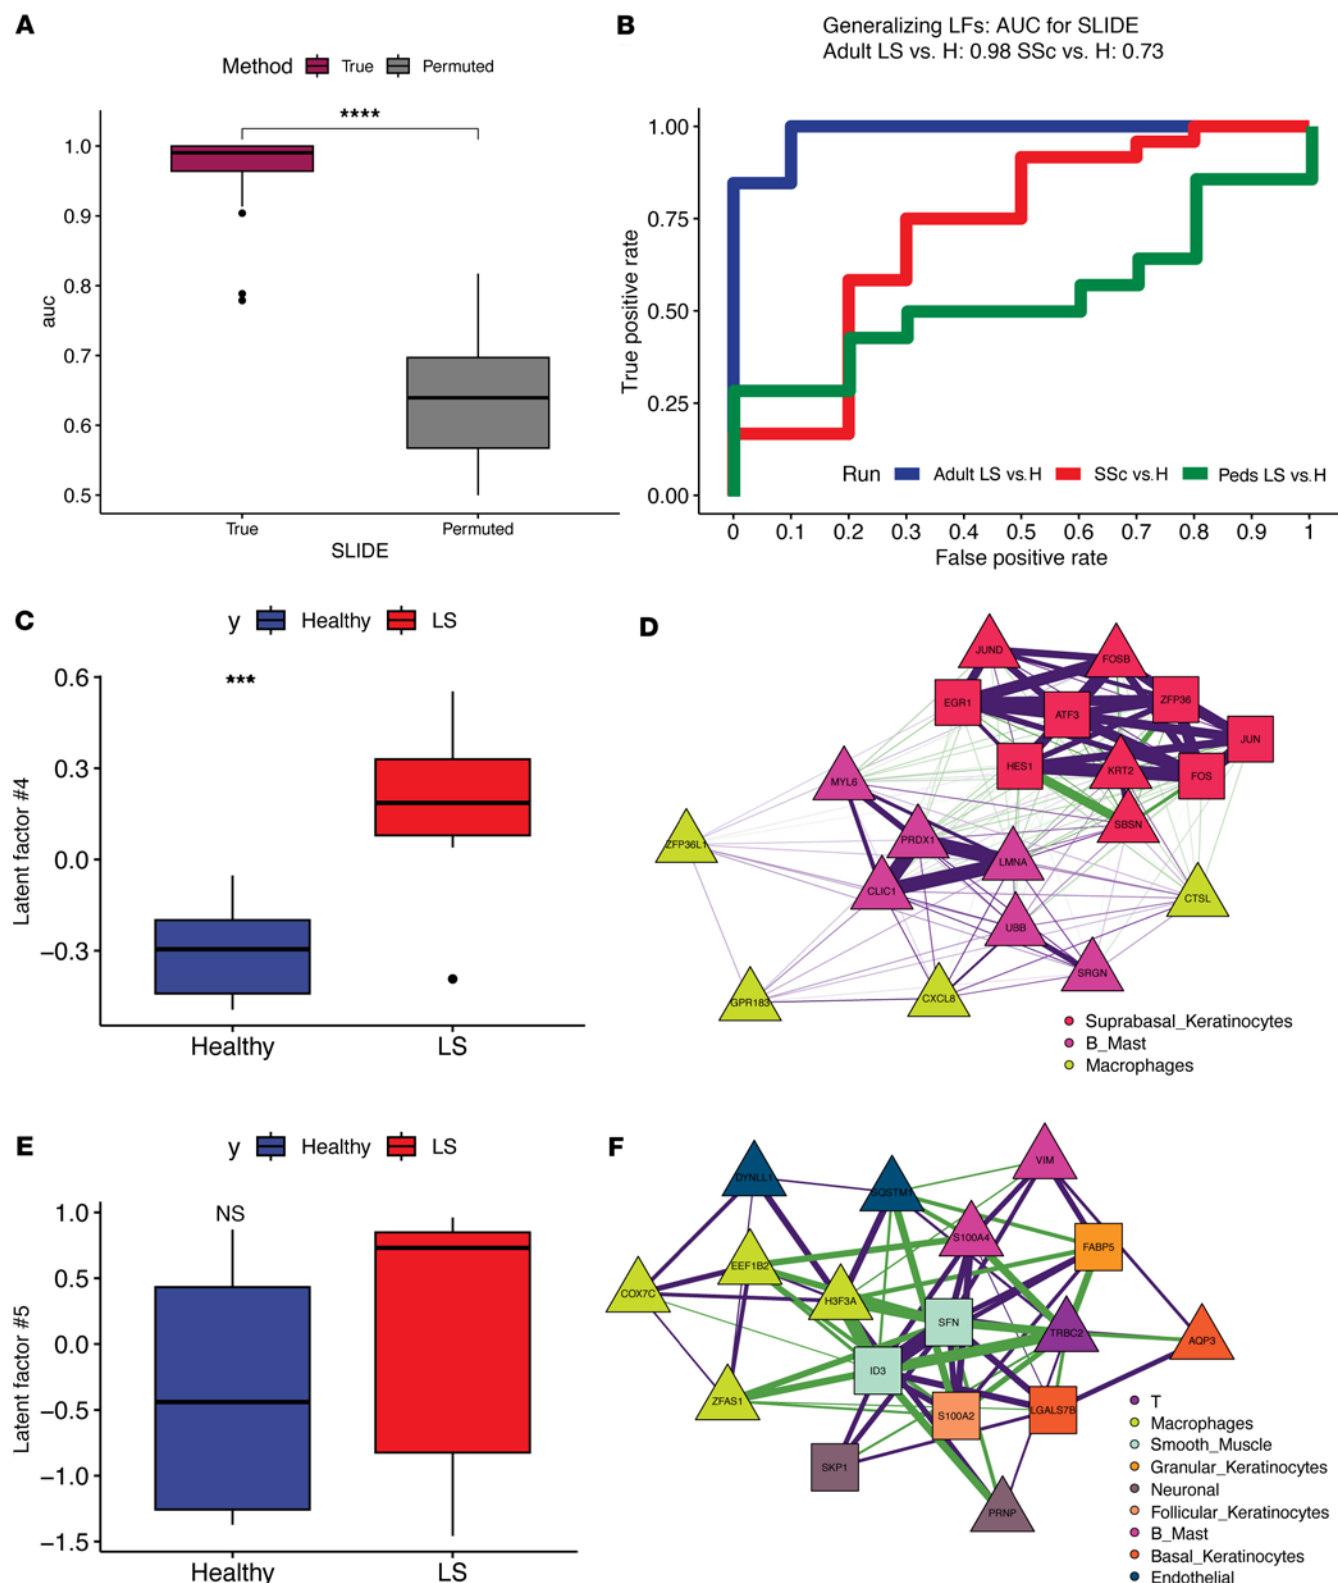 A
Method True Permuted
****
1.0
0.9
0.8
0.7
0.6
0.5
auc
True Permuted
SLIDE
B
Generalizing LFs: AUC for SLIDE
Adult LS vs. H: 0.98 SSc vs. H: 0.73
1.00
0.75
0.50
0.25
0.00
True positive rate
Run Adult LS vs.H SSc vs.H Peds LS vs.H
0 0.1 0.2 0.3 0.4 0.5 0.6 0.7 0.8 0.9 1
False positive rate
C
y Healthy LS
***
0.6
0.3
0.0
−0.3
Latent factor #4
Healthy LS
D
JUND
FOSB
EGR1
ATF3
ZFP36
JUN
HES1
KRT2
FOS
MYL6
SBSN
PRDX1
ZFP36L1
LMNA
CLIC1
CTSL
UBB
SRGN
GPR183
CXCL8
Suprabasal_Keratinocytes
B_Mast
Macrophages
E
y Healthy LS
NS
1.0
0.5
0.0
−0.5
−1.0
−1.5
Latent factor #5
Healthy LS
F
VIM
DYNLL1
SQSTM1
S100A4
FABP5
EEF1B2
COX7C
H3F3A
SFN
TRBC2
AQP3
ID3
ZFAS1
S100A2
LGALS7B
SKP1
PRNP
T
Macrophages
Smooth_Muscle
Granular_Keratinocytes
Neuronal
Follicular_Keratinocytes
B_Mast
Basal_Keratinocytes
Endothelial